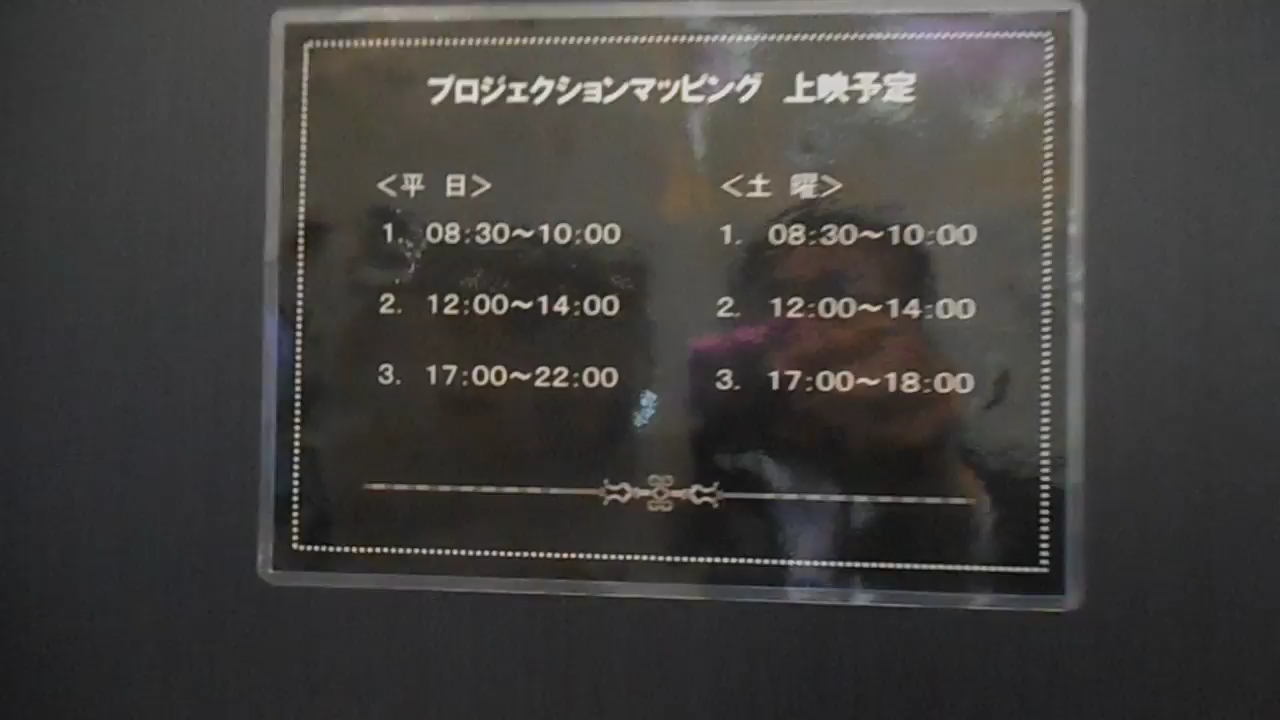 プロジェクションマッピング 上映予定
<平 日>
1. 08:30～10:00
2. 12:00～14:00
3. 17:00～22:00
<土 曜>
1. 08:30～10:00
2. 12:00～14:00
3. 17:00～18:00